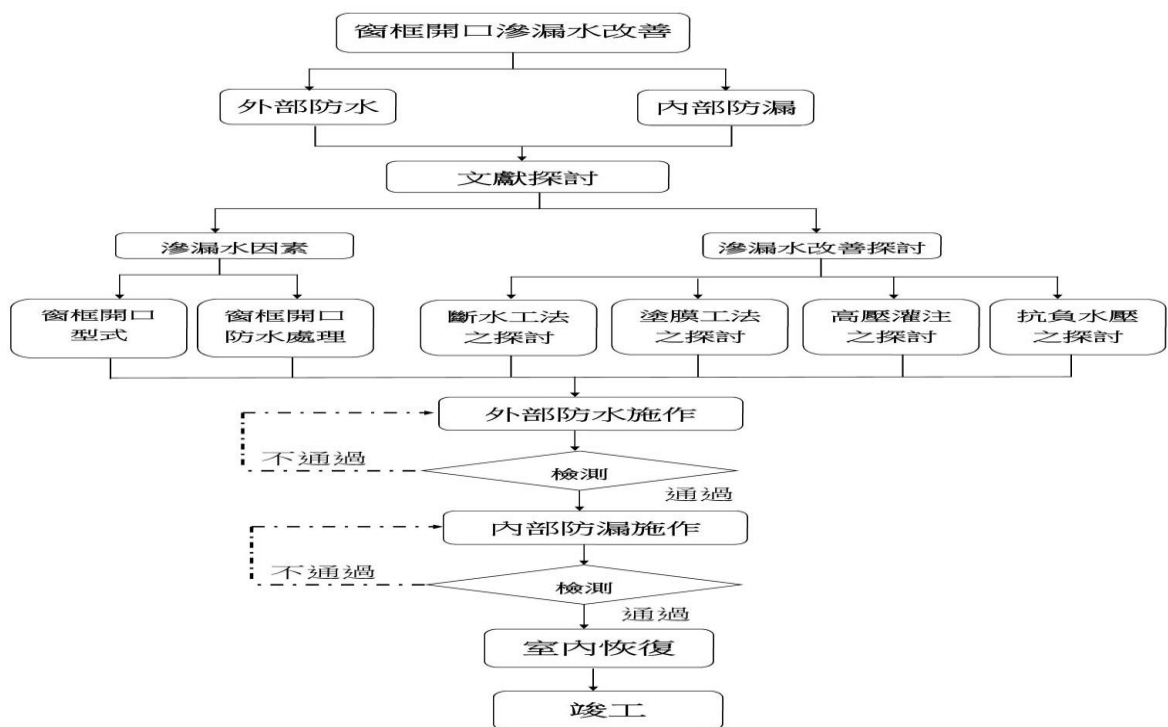 窗框開口滲漏水改善
外部防水
內部防漏
文獻探討
滲漏水因素
滲漏水改善探討
窗框開口
型式
窗框開口
防水處理
斷水工法
之探討
塗膜工法
之探討
高壓灌注
之探討
抗負水壓
之探討
外部防水施作
不通過
檢測
通過
內部防漏施作
不通過
檢測
通過
室內恢復
竣工